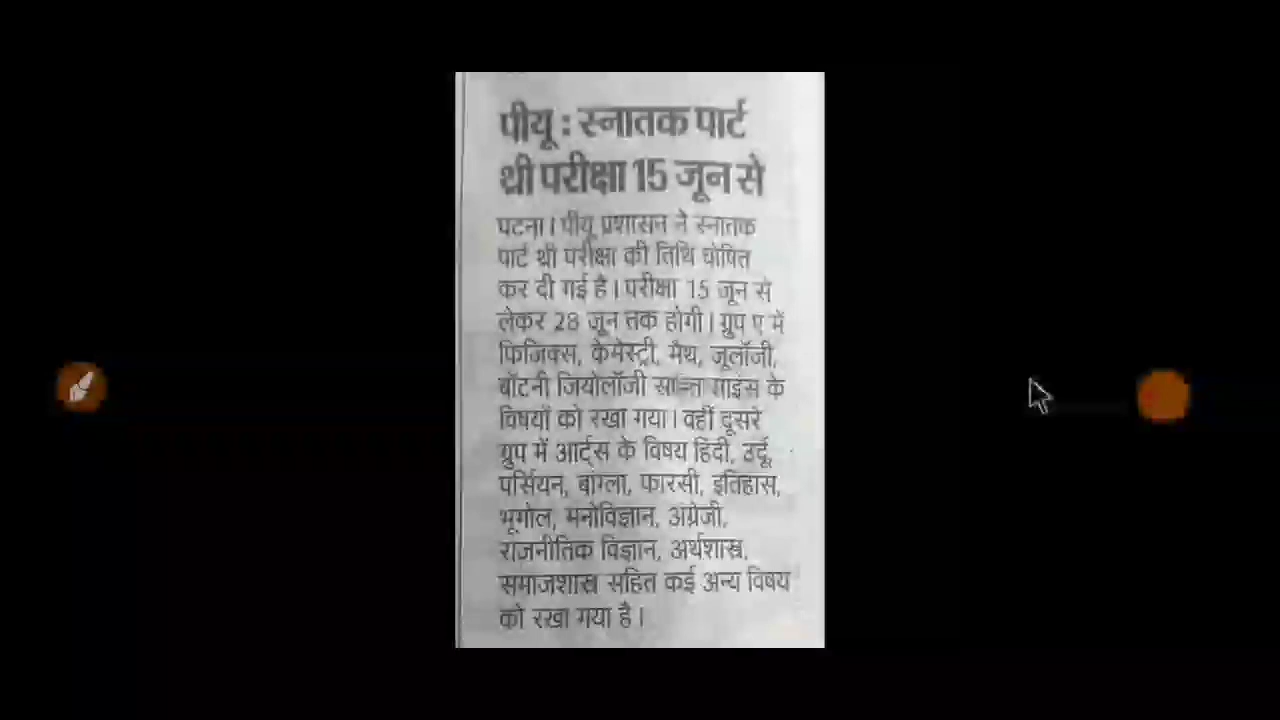 पीयू : स्नातक पार्ट
थ्री परीक्षा 15 जून से
पटना। पीयू प्रशासन ने स्नातक
पार्ट थ्री परीक्षा की तिथि घोषित
कर दी गई है। परीक्षा 15 जून से
लेकर 28 जून तक होगी। ग्रुप ए में
फिजिक्स, केमेस्ट्री, मैथ, जूलॉजी,
बॉटनी जियोलॉजी साइंस के
विषयों को रखा गया। वहीं दूसरे
ग्रुप में आर्ट्स के विषय हिंदी, उर्दू,
पर्सियन, बांग्ला, फारसी, इतिहास,
भूगोल, मनोविज्ञान, अंग्रेजी,
राजनीतिक विज्ञान, अर्थशास्त्र,
समाजशास्त्र सहित कई अन्य विषय
को रखा गया है।